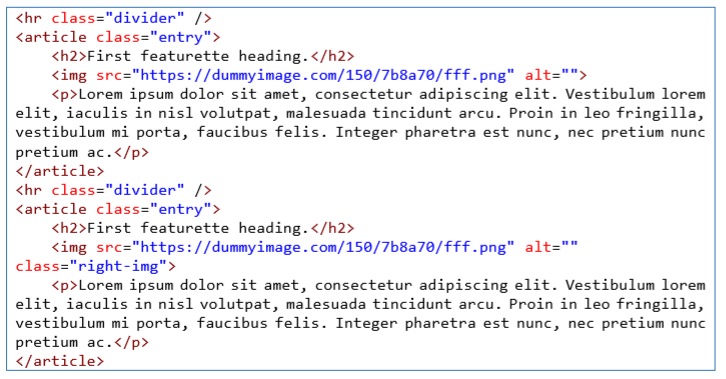 <hr class="divider" />
<article class="entry">
    <h2>First featurette heading.</h2>
    <img src="https://dummyimage.com/150/7b8a70/fff.png" alt="">
    <p>Lorem ipsum dolor sit amet, consectetur adipiscing elit. Vestibulum lorem
elit, iaculis in nisl volutpat, malesuada tincidunt arcu. Proin in leo fringilla,
vestibulum mi porta, faucibus felis. Integer pharetra est nunc, nec pretium nunc
pretium ac.</p>
</article>
<hr class="divider" />
<article class="entry">
    <h2>First featurette heading.</h2>
    <img src="https://dummyimage.com/150/7b8a70/fff.png" alt=""
class="right-img">
    <p>Lorem ipsum dolor sit amet, consectetur adipiscing elit. Vestibulum lorem
elit, iaculis in nisl volutpat, malesuada tincidunt arcu. Proin in leo fringilla,
vestibulum mi porta, faucibus felis. Integer pharetra est nunc, nec pretium nunc
pretium ac.</p>
</article>